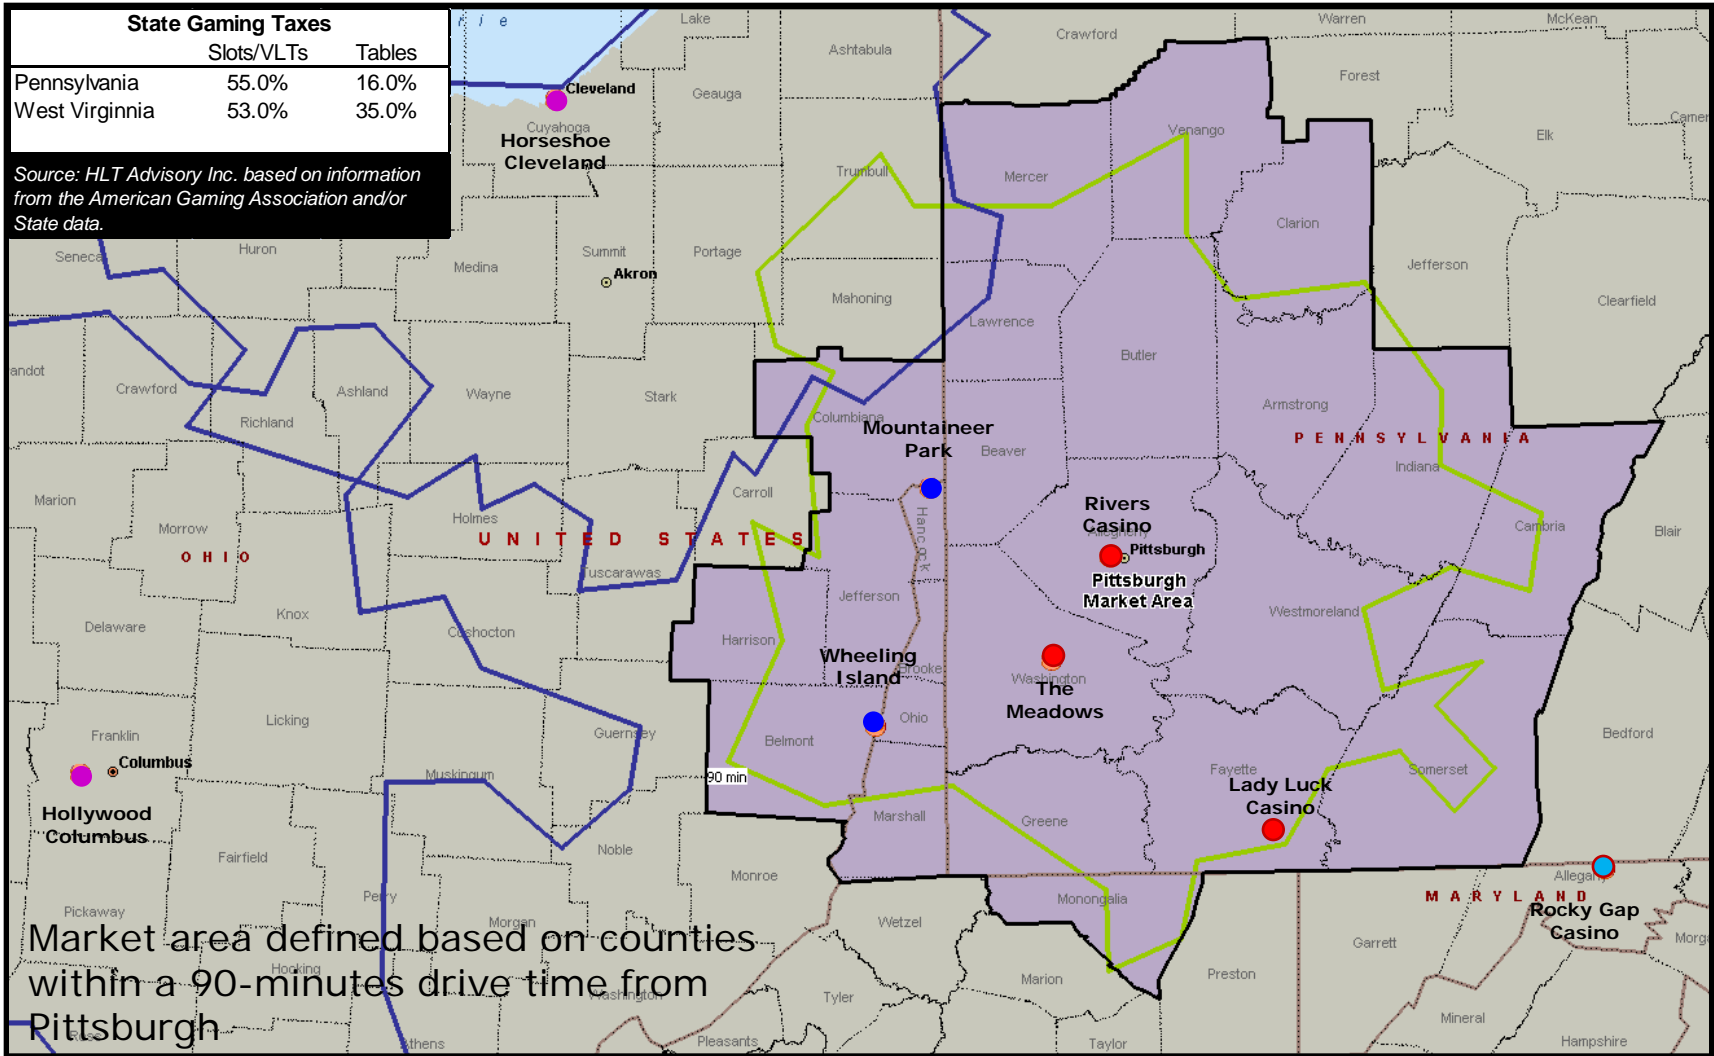 State Gaming Taxes
Slots/VLTs Tables
Pennsylvania 55.0% 16.0%
West Virginnia 53.0% 35.0%
Source: HLT Advisory Inc. based on information
from the American Gaming Association and/or
State data.
r i e
Lake
Ashtabula
Crawford
Warren
McKean
Forest
Geauga
Cleveland
Cuyahoga
Horseshoe
Cleveland
Venango
Elk
Trumbull
Mercer
Clarion
Seneca
Huron
Medina
Summit
Akron
Portage
Mahoning
Jefferson
Clearfield
Lawrence
Butler
andot
Crawford
Richland
Ashland
Wayne
Stark
Columbiana
Mountaineer
Park
Beaver
Armstrong
PENNSYLVANIA
Indiana
Marion
Morrow
Holmes
Carroll
Hancock
Rivers
Casino
Allegheny
Pittsburgh
Pittsburgh
Market Area
Cambria
Blair
OHIO
UNITED STATES
Tuscarawas
Jefferson
Westmoreland
Delaware
Knox
Coshocton
Harrison
Wheeling
Island
Brooke
Washington
The
Meadows
Franklin
Columbus
Licking
Guernsey
Belmont
Ohio
Bedford
90 min
Muskingum
Fayette
Somerset
Lady Luck
Casino
Hollywood
Columbus
Marshall
Greene
Fairfield
Noble
Monroe
Allegany
MARYLAND
Rocky Gap
Casino
Perry
Morgan
Monongalia
Pickaway
Wetzel
Garrett
Morga
Market area defined based on counties
within a 90-minutes drive time from
Pittsburgh
Hocking
Washington
Tyler
Marion
Preston
Mineral
Ross
Athens
Pleasants
Taylor
Hampshire